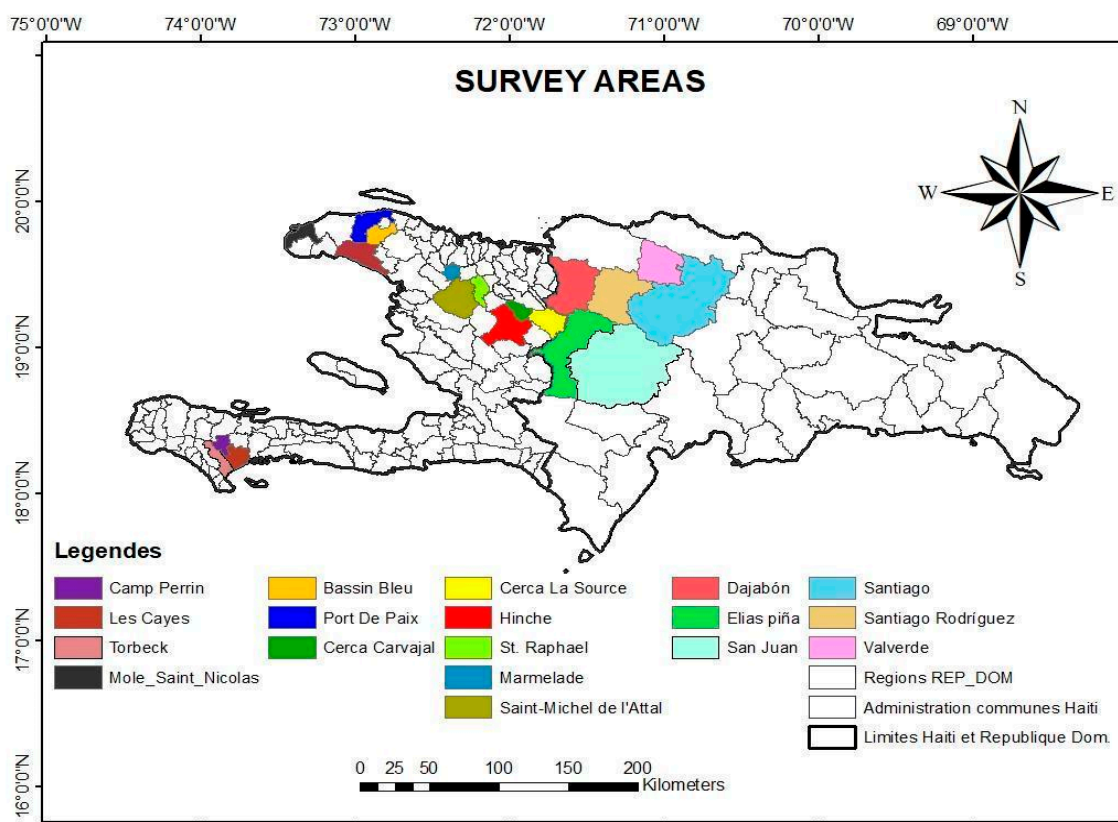 75°0'0"W 74°0'0"W 73°0'0"W 72°0'0"W 71°0'0"W 70°0'0"W 69°0'0"W
SURVEY AREAS
N
W E
S
20°0'0"N
19°0'0"N
18°0'0"N
17°0'0"N
16°0'0"N
Legendes
Camp Perrin
Les Cayes
Torbeck
Mole_Saint_Nicolas
Bassin Bleu
Port De Paix
Cerca Carvajal
Cerca La Source
Hinche
St. Raphael
Marmelade
Saint-Michel de l'Attal
Dajabón
Elias piña
San Juan
Santiago
Santiago Rodríguez
Valverde
Regions REP_DOM
Administration communes Haiti
Limites Haiti et Republique Dom.
0 25 50 100 150 200
Kilometers